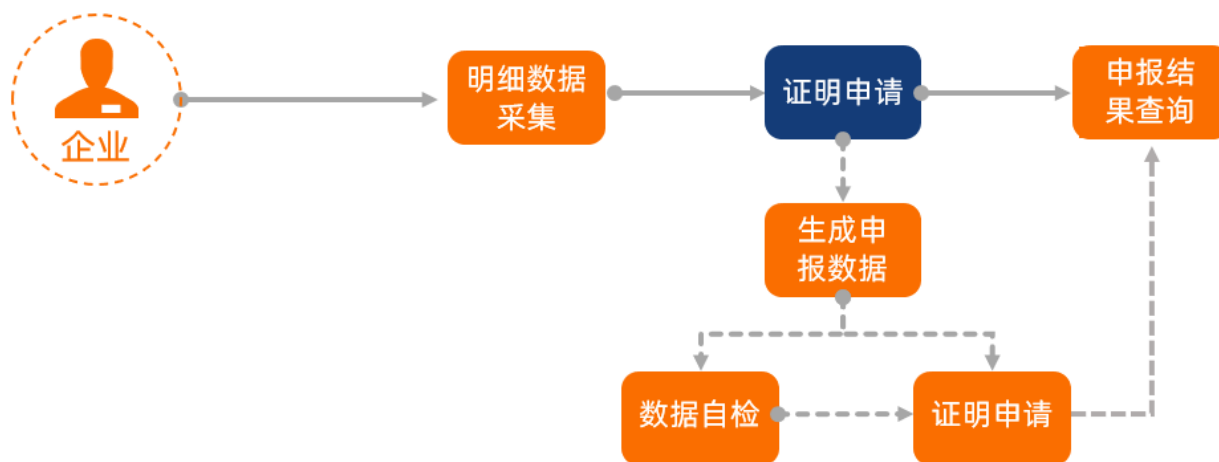 企业
明细数据
采集
证明申请
申报结
果查询
生成申
报数据
数据自检
证明申请